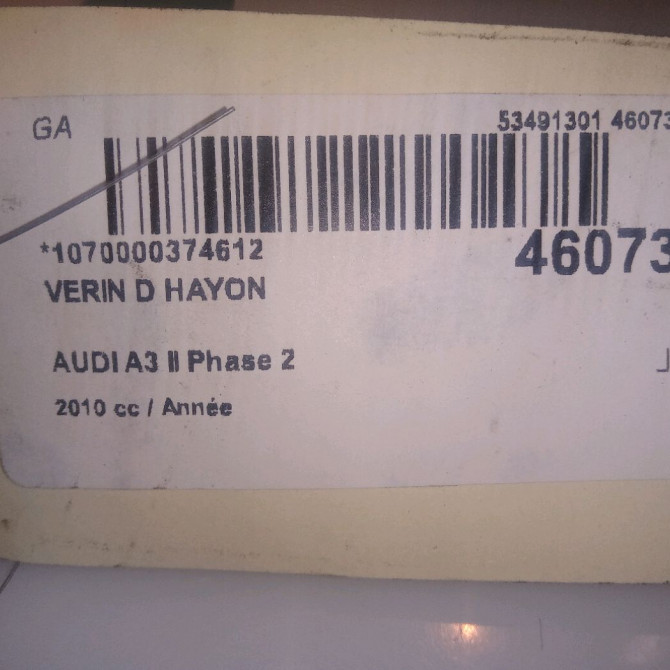 GA
53491301 46073
*1070000374612
46073
VERIN D HAYON
AUDI A3 II Phase 2
2010 cc / Année